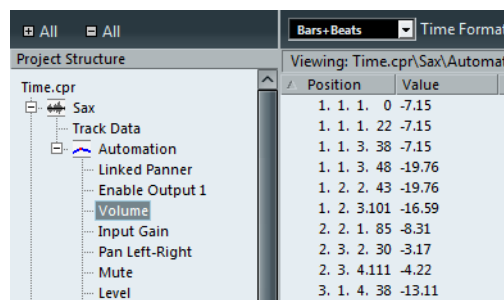 All All
Bars+Beats Time Format
Project Structure
Viewing: Time.cpr\Sax\Automat
Position Value
Time.cpr
Sax
Track Data
Automation
Linked Panner
Enable Output 1
Volume
Input Gain
Pan Left-Right
Mute
Level
1. 1. 1. 0 -7.15
1. 1. 1. 22 -7.15
1. 1. 3. 38 -7.15
1. 1. 3. 48 -19.76
1. 2. 2. 43 -19.76
1. 2. 3.101 -16.59
2. 2. 1. 85 -8.31
2. 3. 2. 30 -3.17
2. 3. 4.111 -4.22
3. 1. 4. 38 -13.11